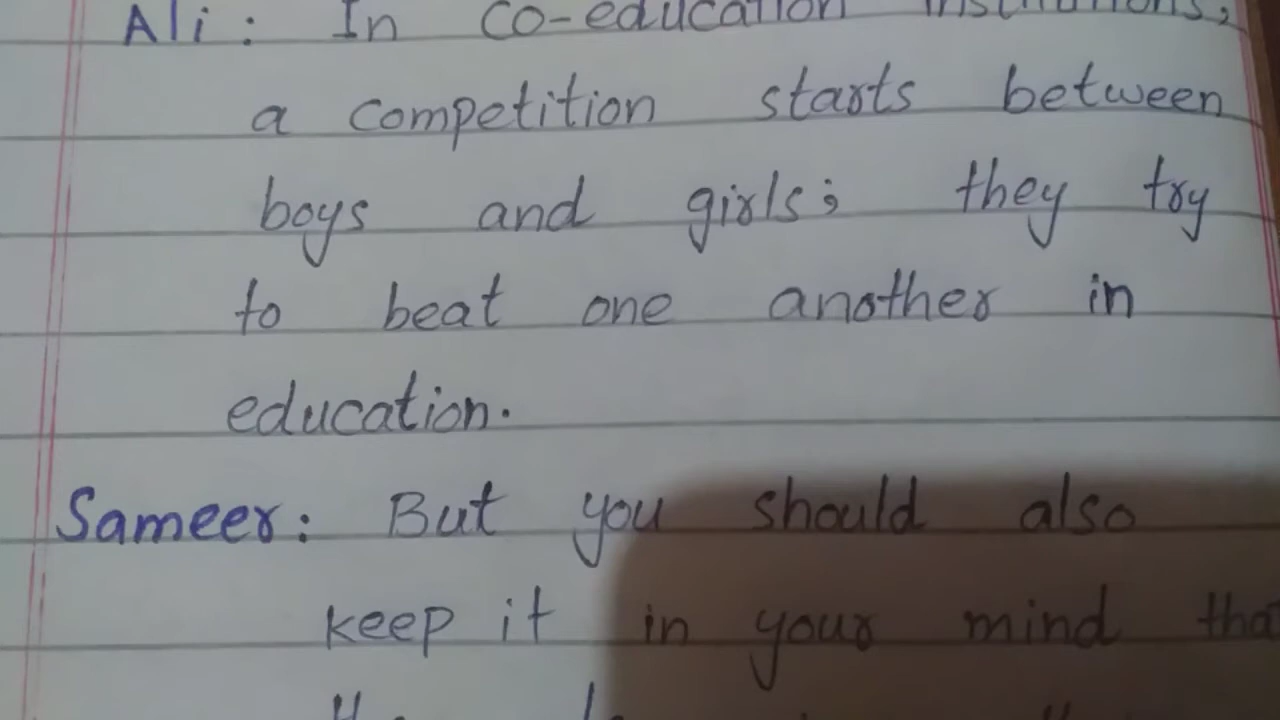 Ali: In co-education institutions,
a competition starts between
boys and girls; they try
to beat one another in
education.
Sameer: But you should also
keep it in your mind